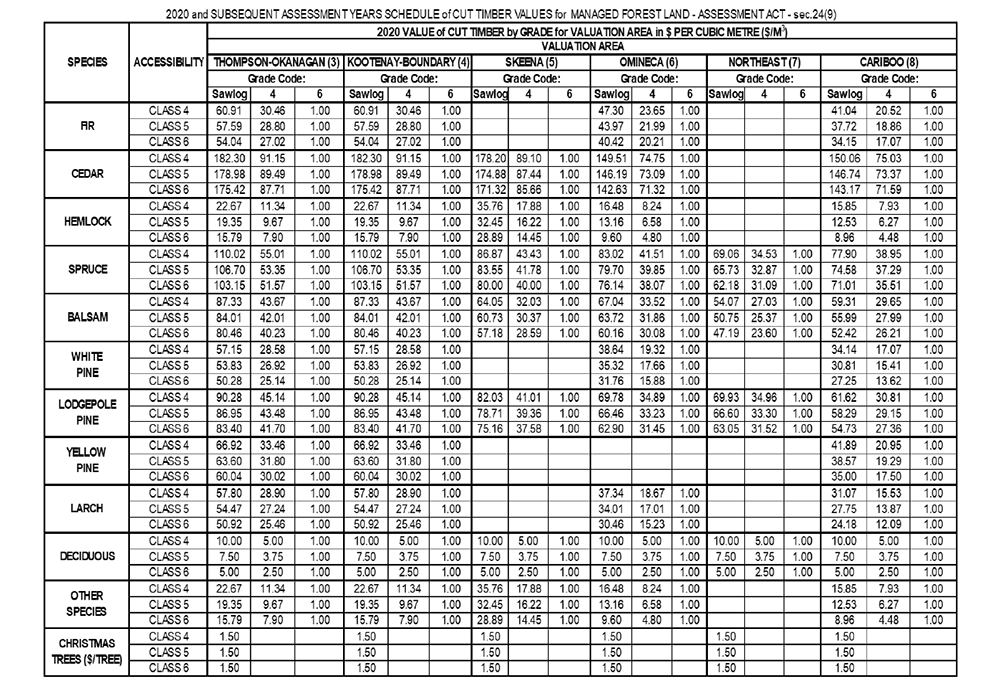 2020 and SUBSEQUENT ASSESSMENT YEARS SCHEDULE of CUT TIMBER VALUES for MANAGED FOREST LAND - ASSESSMENT ACT - sec.24(9)
2020 VALUE of CUT TIMBER by GRADE for VALUATION AREA in $ PER CUBIC METRE ($/M³)
VALUATION AREA
SPECIES ACCESSIBILITY THOMPSON-OKANAGAN (3) KOOTENAY-BOUNDARY (4) SKEENA (5) OMINECA (6) NORTHEAST (7) CARIBOO (8)
Grade Code: Grade Code: Grade Code: Grade Code: Grade Code: Grade Code:
Sawlog 4 6 Sawlog 4 6 Sawlog 4 6 Sawlog 4 6 Sawlog 4 6 Sawlog 4 6
CLASS 4 60.91 30.46 1.00 60.91 30.46 1.00 47.30 23.65 1.00 41.04 20.52 1.00
FIR CLASS 5 57.59 28.80 1.00 57.59 28.80 1.00 43.97 21.99 1.00 37.72 18.86 1.00
CLASS 6 54.04 27.02 1.00 54.04 27.02 1.00 40.42 20.21 1.00 34.15 17.07 1.00
CLASS 4 182.30 91.15 1.00 182.30 91.15 1.00 178.20 89.10 1.00 149.51 74.75 1.00 150.06 75.03 1.00
CEDAR CLASS 5 178.98 89.49 1.00 178.98 89.49 1.00 174.88 87.44 1.00 146.19 73.09 1.00 146.74 73.37 1.00
CLASS 6 175.42 87.71 1.00 175.42 87.71 1.00 171.32 85.66 1.00 142.63 71.32 1.00 143.17 71.59 1.00
CLASS 4 22.67 11.34 1.00 22.67 11.34 1.00 35.76 17.88 1.00 16.48 8.24 1.00 15.85 7.93 1.00
HEMLOCK CLASS 5 19.35 9.67 1.00 19.35 9.67 1.00 32.45 16.22 1.00 13.16 6.58 1.00 12.53 6.27 1.00
CLASS 6 15.79 7.90 1.00 15.79 7.90 1.00 28.89 14.45 1.00 9.60 4.80 1.00 8.96 4.48 1.00
CLASS 4 110.02 55.01 1.00 110.02 55.01 1.00 86.87 43.43 1.00 83.02 41.51 1.00 69.06 34.53 1.00 77.90 38.95 1.00
SPRUCE CLASS 5 106.70 53.35 1.00 106.70 53.35 1.00 83.55 41.78 1.00 79.70 39.85 1.00 65.73 32.87 1.00 74.58 37.29 1.00
CLASS 6 103.15 51.57 1.00 103.15 51.57 1.00 80.00 40.00 1.00 76.14 38.07 1.00 62.18 31.09 1.00 71.01 35.51 1.00
CLASS 4 87.33 43.67 1.00 87.33 43.67 1.00 64.05 32.03 1.00 67.04 33.52 1.00 54.07 27.03 1.00 59.31 29.65 1.00
BALSAM CLASS 5 84.01 42.01 1.00 84.01 42.01 1.00 60.73 30.37 1.00 63.72 31.86 1.00 50.75 25.37 1.00 55.99 27.99 1.00
CLASS 6 80.46 40.23 1.00 80.46 40.23 1.00 57.18 28.59 1.00 60.16 30.08 1.00 47.19 23.60 1.00 52.42 26.21 1.00
CLASS 4 57.15 28.58 1.00 57.15 28.58 1.00 38.64 19.32 1.00 34.14 17.07 1.00
WHITE PINE CLASS 5 53.83 26.92 1.00 53.83 26.92 1.00 35.32 17.66 1.00 30.81 15.41 1.00
CLASS 6 50.28 25.14 1.00 50.28 25.14 1.00 31.76 15.88 1.00 27.25 13.62 1.00
CLASS 4 90.28 45.14 1.00 90.28 45.14 1.00 82.03 41.01 1.00 69.78 34.89 1.00 69.93 34.96 1.00 61.62 30.81 1.00
LODGEPOLE PINE CLASS 5 86.95 43.48 1.00 86.95 43.48 1.00 78.71 39.36 1.00 66.46 33.23 1.00 66.60 33.30 1.00 58.29 29.15 1.00
CLASS 6 83.40 41.70 1.00 83.40 41.70 1.00 75.16 37.58 1.00 62.90 31.45 1.00 63.05 31.52 1.00 54.73 27.36 1.00
CLASS 4 66.92 33.46 1.00 66.92 33.46 1.00 41.89 20.95 1.00
YELLOW PINE CLASS 5 63.60 31.80 1.00 63.60 31.80 1.00 38.57 19.29 1.00
CLASS 6 60.04 30.02 1.00 60.04 30.02 1.00 35.00 17.50 1.00
CLASS 4 57.80 28.90 1.00 57.80 28.90 1.00 37.34 18.67 1.00 31.07 15.53 1.00
LARCH CLASS 5 54.47 27.24 1.00 54.47 27.24 1.00 34.01 17.01 1.00 27.75 13.87 1.00
CLASS 6 50.92 25.46 1.00 50.92 25.46 1.00 30.46 15.23 1.00 24.18 12.09 1.00
CLASS 4 10.00 5.00 1.00 10.00 5.00 1.00 10.00 5.00 1.00 10.00 5.00 1.00 10.00 5.00 1.00 10.00 5.00 1.00
DECIDUOUS CLASS 5 7.50 3.75 1.00 7.50 3.75 1.00 7.50 3.75 1.00 7.50 3.75 1.00 7.50 3.75 1.00 7.50 3.75 1.00
CLASS 6 5.00 2.50 1.00 5.00 2.50 1.00 5.00 2.50 1.00 5.00 2.50 1.00 5.00 2.50 1.00 5.00 2.50 1.00
CLASS 4 22.67 11.34 1.00 22.67 11.34 1.00 35.76 17.88 1.00 16.48 8.24 1.00 15.85 7.93 1.00
OTHER SPECIES CLASS 5 19.35 9.67 1.00 19.35 9.67 1.00 32.45 16.22 1.00 13.16 6.58 1.00 12.53 6.27 1.00
CLASS 6 15.79 7.90 1.00 15.79 7.90 1.00 28.89 14.45 1.00 9.60 4.80 1.00 8.96 4.48 1.00
CLASS 4 1.50 1.50 1.50 1.50 1.50 1.50
CHRISTMAS TREES ($/TREE) CLASS 5 1.50 1.50 1.50 1.50 1.50 1.50
CLASS 6 1.50 1.50 1.50 1.50 1.50 1.50